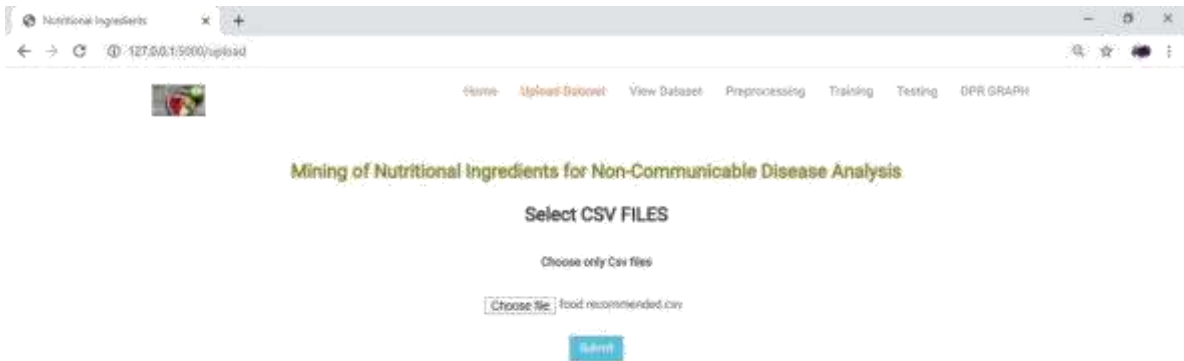 Nutritional Ingredients
127.0.0.1:5000/upload
Home Upload Dataset View Dataset Preprocessing Training Testing DPR GRAPH
Mining of Nutritional Ingredients for Non-Communicable Disease Analysis
Select CSV FILES
Choose only Csv files
Choose file food recommended.csv
Submit